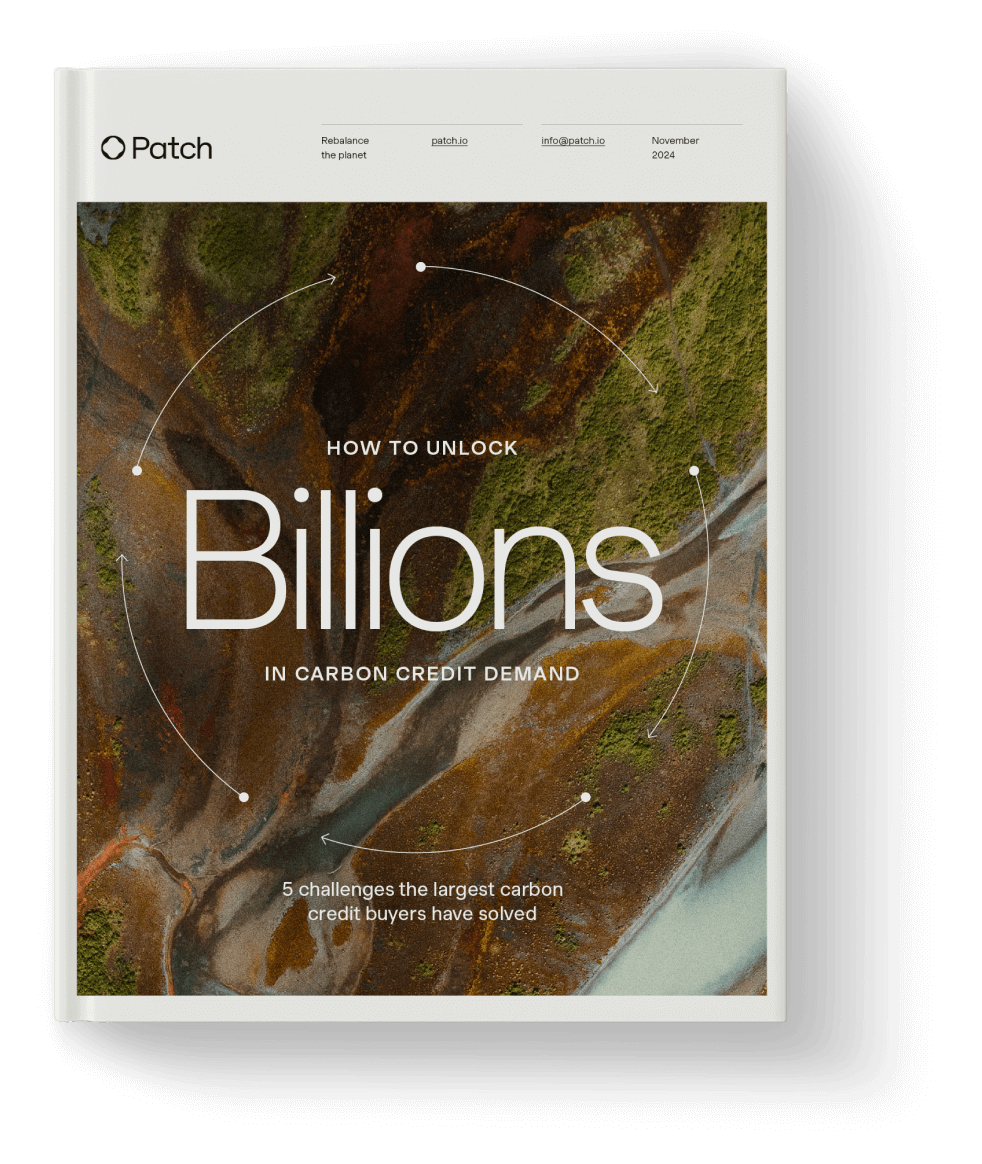 Patch
Rebalance
the planet
patch.io
info@patch.io
November
2024
HOW TO UNLOCK
Billions
IN CARBON CREDIT DEMAND
5 challenges the largest carbon
credit buyers have solved